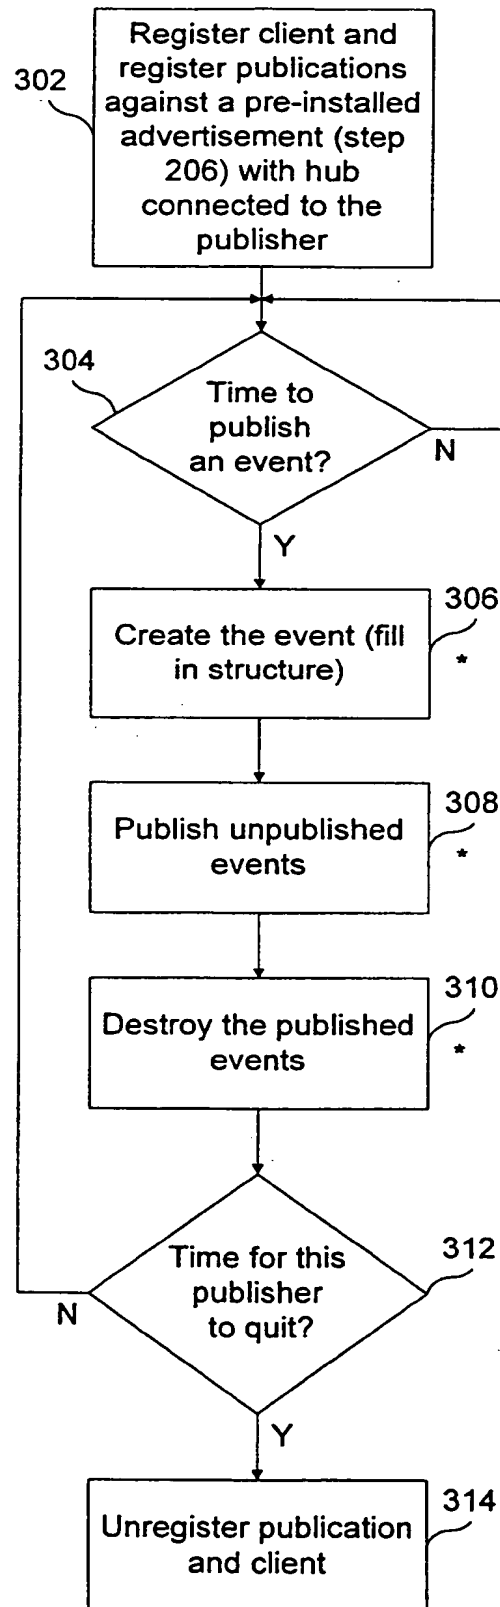 302
Register client and
register publications
against a pre-installed
advertisement (step
206) with hub
connected to the
publisher
304
Time to
publish
an event?
N
Y
306
Create the event (fill
in structure)
*
308
Publish unpublished
events
*
310
Destroy the published
events
*
312
Time for this
publisher
to quit?
N
Y
314
Unregister publication
and client